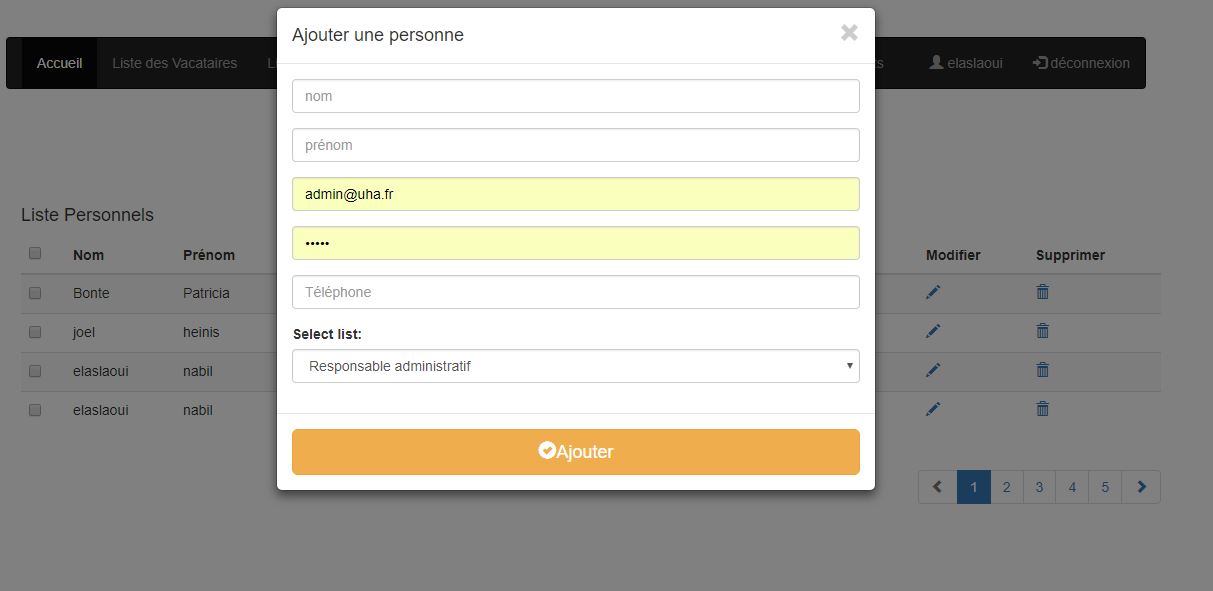 Ajouter une personne
×
Accueil Liste des Vacataires elaslaoui déconnexion
nom
prénom
admin@uha.fr
•••••
Téléphone
Select list:
Responsable administratif
Ajouter
Liste Personnels
Nom Prénom Modifier Supprimer
Bonte Patricia
joel heinis
elaslaoui nabil
elaslaoui nabil
1 2 3 4 5